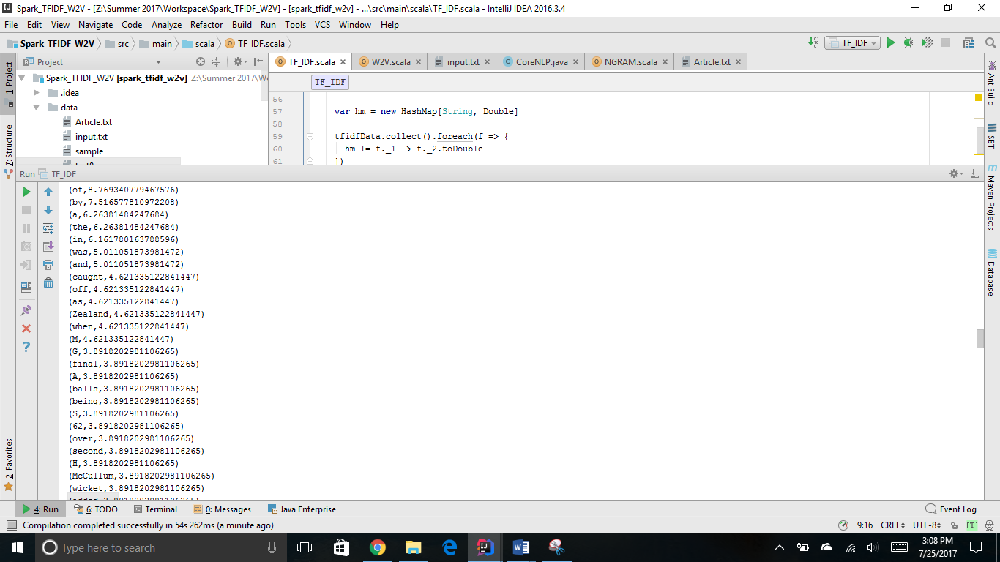 Spark_TFIDF_W2V - [Z:\Summer 2017\Workspace\Spark_TFIDF_W2V] - [spark_tfidf_w2v] - ...\src\main\scala\TF_IDF.scala - IntelliJ IDEA 2016.3.4
File Edit View Navigate Code Analyze Refactor Build Run Tools VCS Window Help
Spark_TFIDF_W2V src main scala TF_IDF.scala
TF_IDF
Project
TF_IDF.scala W2V.scala input.txt CoreNLP.java NGRAM.scala Article.txt
1: Project
Z: Structure
2: Favorites
Spark_TFIDF_W2V [spark_tfidf_w2v] Z:\Summer 2017\W
.idea
data
Article.txt
input.txt
sample
TF_IDF
56
57 var hm = new HashMap[String, Double]
58
59 tfidfData.collect().foreach(f => {
60 hm += f._1 -> f._2.toDouble
61 })
Ant Build
SBT
Maven Projects
Database
Run TF_IDF
(of,8.769340779467576)
(by,7.516577810972208)
(a,6.26381484247684)
(the,6.26381484247684)
(in,6.161780163788596)
(was,5.011051873981472)
(and,5.011051873981472)
(caught,4.621335122841447)
(off,4.621335122841447)
(as,4.621335122841447)
(Zealand,4.621335122841447)
(when,4.621335122841447)
(M,4.621335122841447)
(G,3.8918202981106265)
(final,3.8918202981106265)
(A,3.8918202981106265)
(balls,3.8918202981106265)
(being,3.8918202981106265)
(S,3.8918202981106265)
(62,3.8918202981106265)
(over,3.8918202981106265)
(second,3.8918202981106265)
(H,3.8918202981106265)
(McCullum,3.8918202981106265)
(wicket,3.8918202981106265)
4: Run 6: TODO Terminal 0: Messages Java Enterprise Event Log
Compilation completed successfully in 54s 262ms (a minute ago) 9:16 CRLF UTF-8 [T]
Type here to search
3:08 PM
7/25/2017